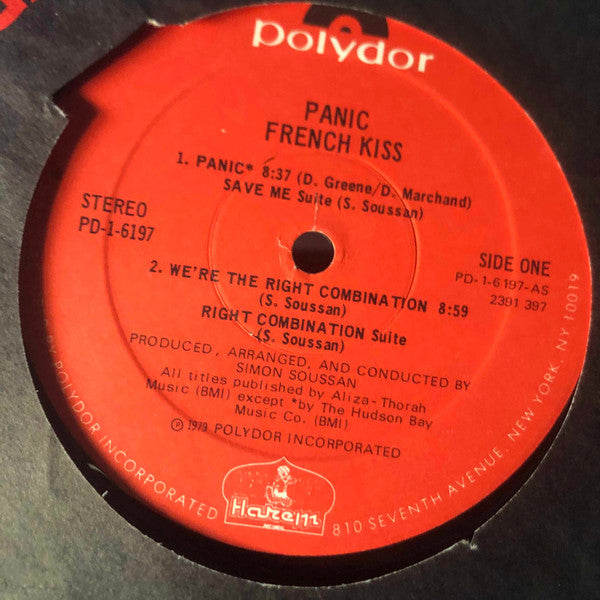 polydor
PANIC
FRENCH KISS
1. PANIC* 8:37 (D. Greene/D. Marchand)
SAVE ME Suite (S. Soussan)
STEREO
PD-1-6197
SIDE ONE
PD-1-6197-AS
2391 397
2. WE'RE THE RIGHT COMBINATION 8:59
(S. Soussan)
RIGHT COMBINATION Suite
(S. Soussan)
PRODUCED, ARRANGED, AND CONDUCTED BY
SIMON SOUSSAN
All titles published by Aliza-Thorah
Music (BMI) except *by The Hudson Bay
Music Co. (BMI)
℗ 1979 POLYDOR INCORPORATED
BY POLYDOR INCORPORATED
Harem
RECORDS
810 SEVENTH AVENUE, NEW YORK, NY 10019